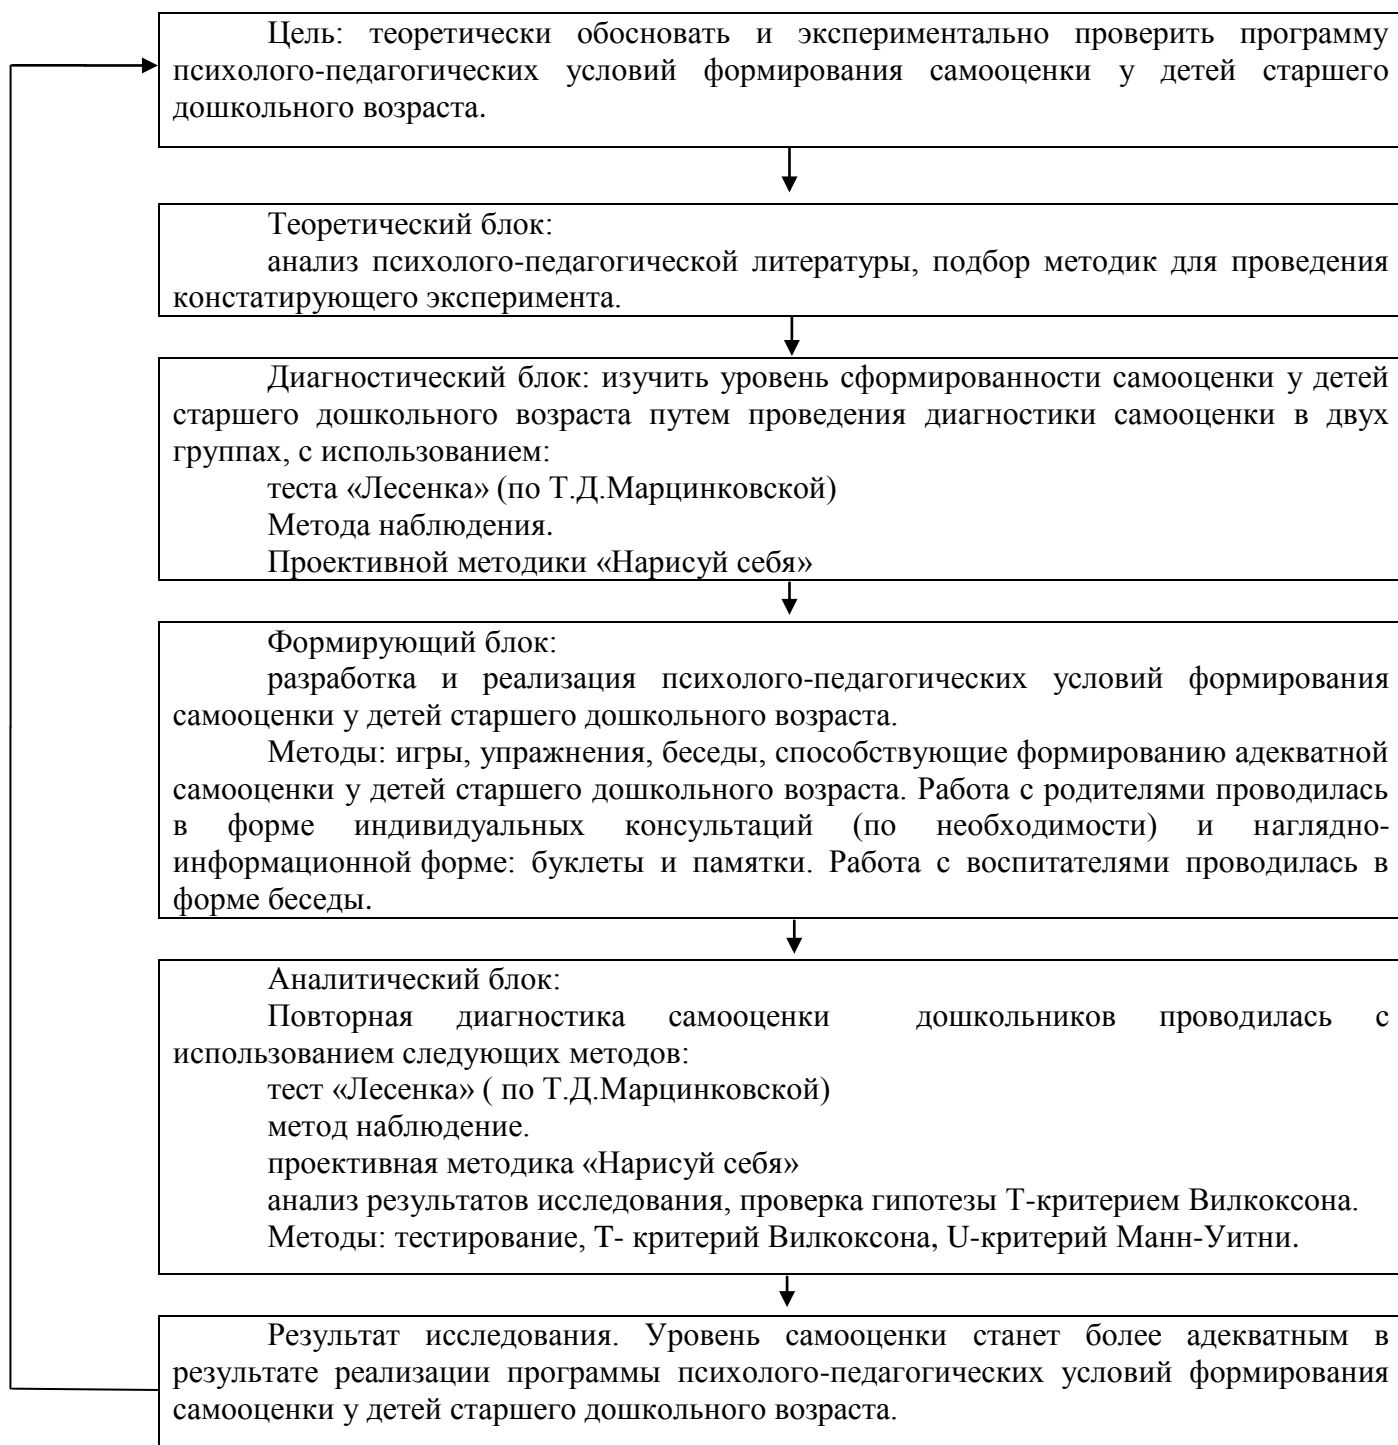 Цель: теоретически обосновать и экспериментально проверить программу
психолого-педагогических условий формирования самооценки у детей старшего
дошкольного возраста.
Теоретический блок:
анализ психолого-педагогической литературы, подбор методик для проведения
констатирующего эксперимента.
Диагностический блок: изучить уровень сформированности самооценки у детей
старшего дошкольного возраста путем проведения диагностики самооценки в двух
группах, с использованием:
теста «Лесенка» (по Т.Д.Марцинковской)
Метода наблюдения.
Проективной методики «Нарисуй себя»
Формирующий блок:
разработка и реализация психолого-педагогических условий формирования
самооценки у детей старшего дошкольного возраста.
Методы: игры, упражнения, беседы, способствующие формированию адекватной
самооценки у детей старшего дошкольного возраста. Работа с родителями проводилась
в форме индивидуальных консультаций (по необходимости) и наглядно-
информационной форме: буклеты и памятки. Работа с воспитателями проводилась в
форме беседы.
Аналитический блок:
Повторная диагностика самооценки дошкольников проводилась с
использованием следующих методов:
тест «Лесенка» ( по Т.Д.Марцинковской)
метод наблюдение.
проективная методика «Нарисуй себя»
анализ результатов исследования, проверка гипотезы Т-критерием Вилкоксона.
Методы: тестирование, Т- критерий Вилкоксона, U-критерий Манн-Уитни.
Результат исследования. Уровень самооценки станет более адекватным в
результате реализации программы психолого-педагогических условий формирования
самооценки у детей старшего дошкольного возраста.